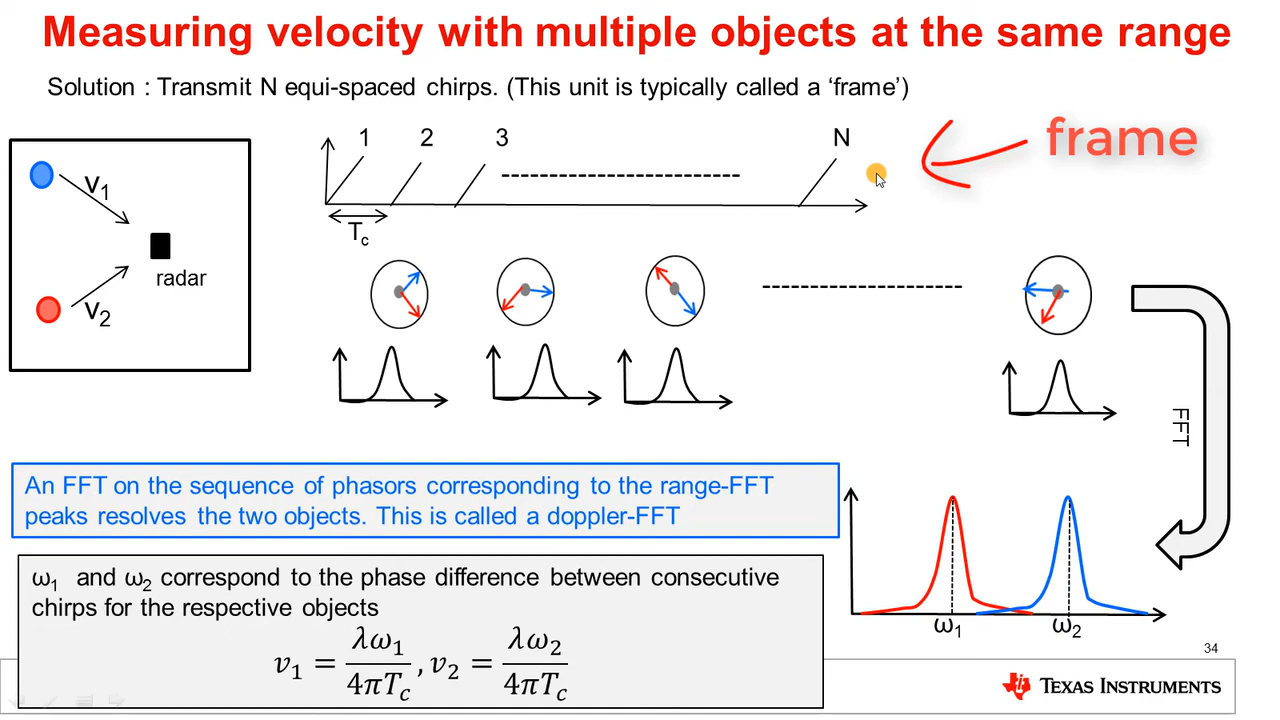 Measuring velocity with multiple objects at the same range
Solution : Transmit N equi-spaced chirps. (This unit is typically called a ‘frame’)
frame
1 2 3 N
v₁
T꜀
radar
v₂
FFT
An FFT on the sequence of phasors corresponding to the range-FFT
peaks resolves the two objects. This is called a doppler-FFT
ω₁ and ω₂ correspond to the phase difference between consecutive
chirps for the respective objects
v₁ = λω₁/4πT꜀ , v₂ = λω₂/4πT꜀
ω₁ ω₂
34
TEXAS INSTRUMENTS